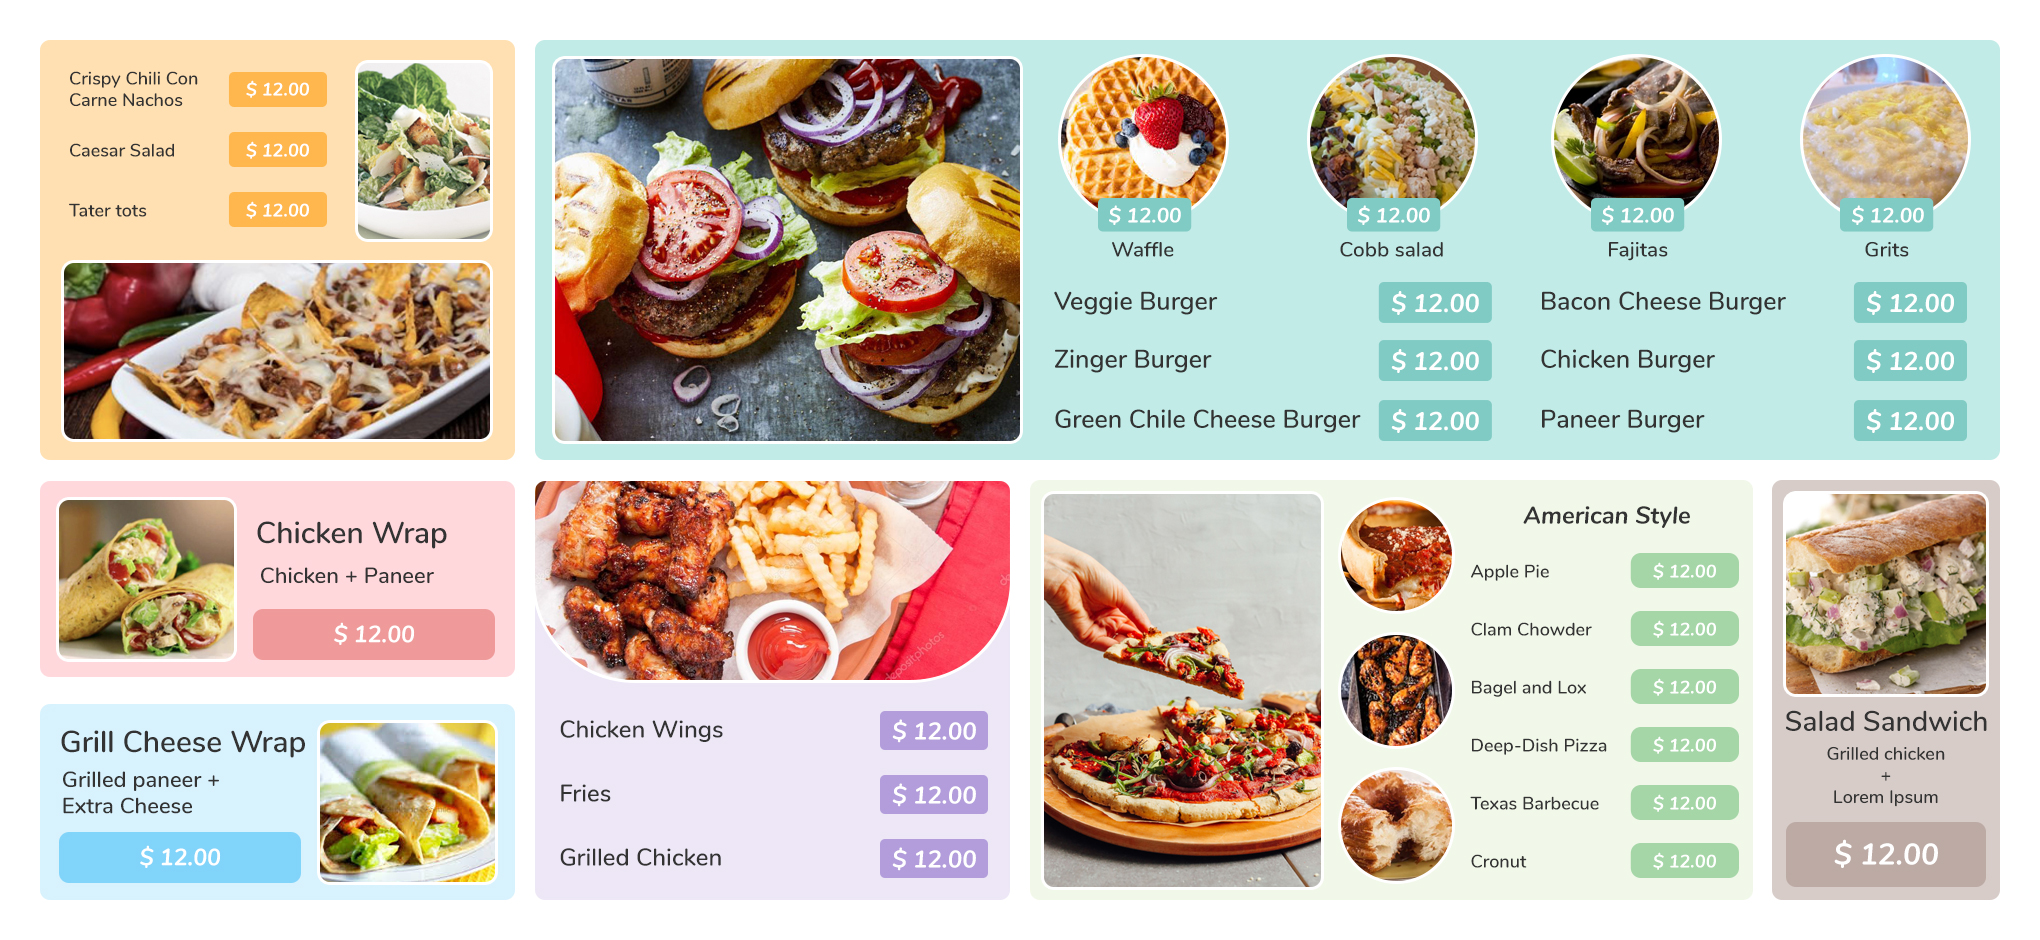 Crispy Chili Con
Carne Nachos
$ 12.00
Caesar Salad
$ 12.00
Tater tots
$ 12.00
$ 12.00
Waffle
$ 12.00
Cobb salad
$ 12.00
Fajitas
$ 12.00
Grits
Veggie Burger
$ 12.00
Zinger Burger
$ 12.00
Green Chile Cheese Burger
$ 12.00
Bacon Cheese Burger
$ 12.00
Chicken Burger
$ 12.00
Paneer Burger
$ 12.00
Chicken Wrap
Chicken + Paneer
$ 12.00
Grill Cheese Wrap
Grilled paneer +
Extra Cheese
$ 12.00
depositphotos
Chicken Wings
$ 12.00
Fries
$ 12.00
Grilled Chicken
$ 12.00
American Style
Apple Pie
$ 12.00
Clam Chowder
$ 12.00
Bagel and Lox
$ 12.00
Deep-Dish Pizza
$ 12.00
Texas Barbecue
$ 12.00
Cronut
$ 12.00
Salad Sandwich
Grilled chicken
+
Lorem Ipsum
$ 12.00